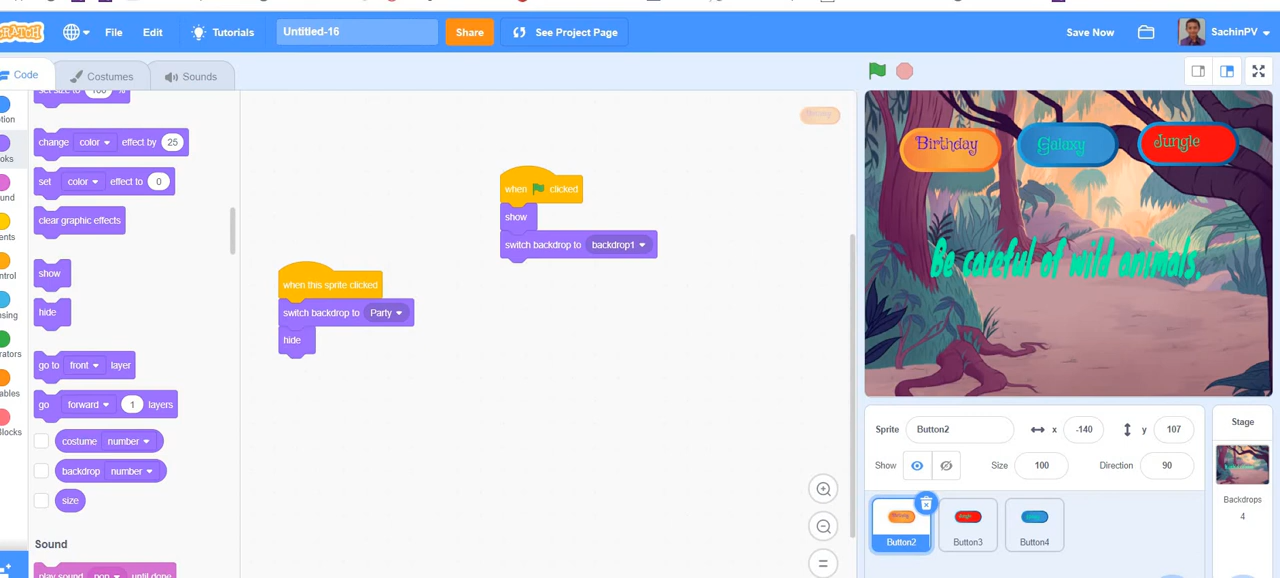 File Edit Tutorials Untitled-16 Share See Project Page Save Now SachinPV
Code Costumes Sounds
change color effect by 25
set color effect to 0
clear graphic effects
show
hide
go to front layer
go forward 1 layers
costume number
backdrop number
size
Sound
when clicked
show
switch backdrop to backdrop1
when this sprite clicked
switch backdrop to Party
hide
Birthday Galaxy Jungle
Be careful of wild animals.
Sprite Button2 x -140 y 107
Show Size 100 Direction 90
Button2 Button3 Button4
Stage
Backdrops
4